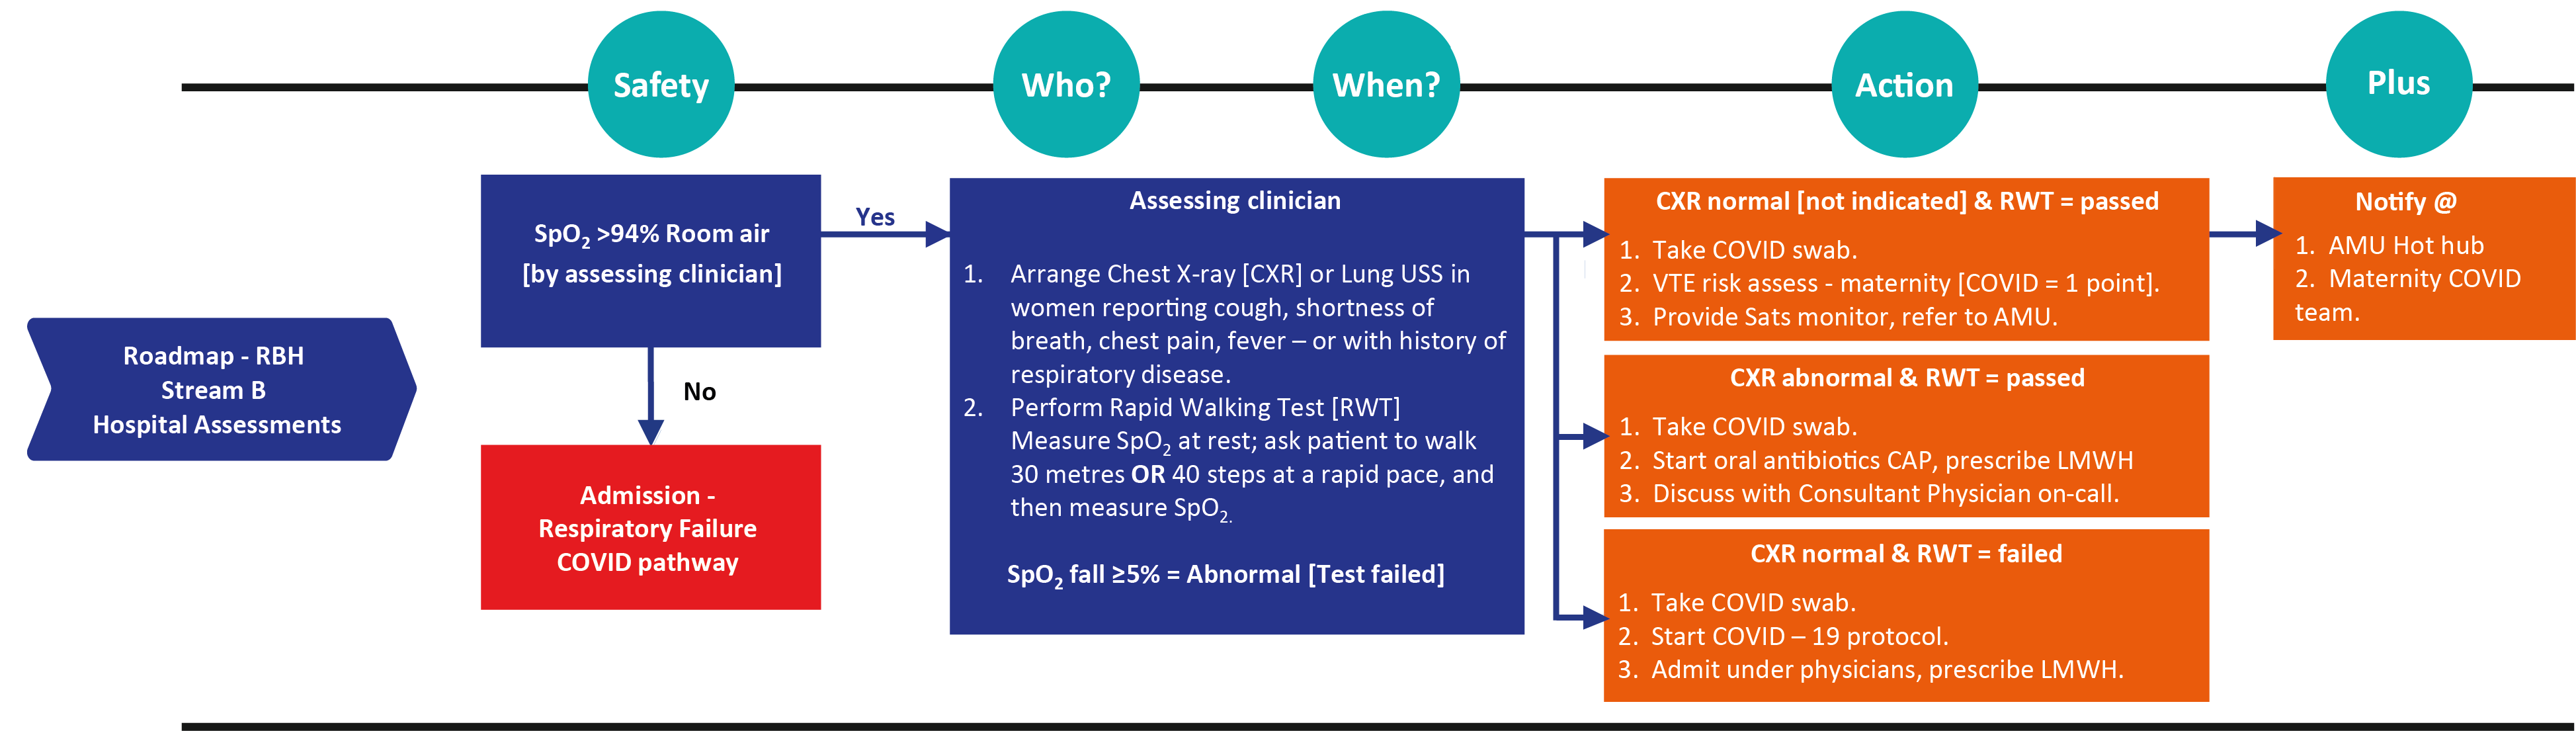 Safety
Who?
When?
Action
Plus
Roadmap - RBH
Stream B
Hospital Assessments
SpO₂ >94% Room air
[by assessing clinician]
Yes
No
Admission -
Respiratory Failure
COVID pathway
Assessing clinician
1. Arrange Chest X-ray [CXR] or Lung USS in
women reporting cough, shortness of
breath, chest pain, fever – or with history of
respiratory disease.
2. Perform Rapid Walking Test [RWT]
Measure SpO₂ at rest; ask patient to walk
30 metres OR 40 steps at a rapid pace, and
then measure SpO₂.
SpO₂ fall ≥5% = Abnormal [Test failed]
CXR normal [not indicated] & RWT = passed
1. Take COVID swab.
2. VTE risk assess - maternity [COVID = 1 point].
3. Provide Sats monitor, refer to AMU.
CXR abnormal & RWT = passed
1. Take COVID swab.
2. Start oral antibiotics CAP, prescribe LMWH
3. Discuss with Consultant Physician on-call.
CXR normal & RWT = failed
1. Take COVID swab.
2. Start COVID – 19 protocol.
3. Admit under physicians, prescribe LMWH.
Notify @
1. AMU Hot hub
2. Maternity COVID
team.